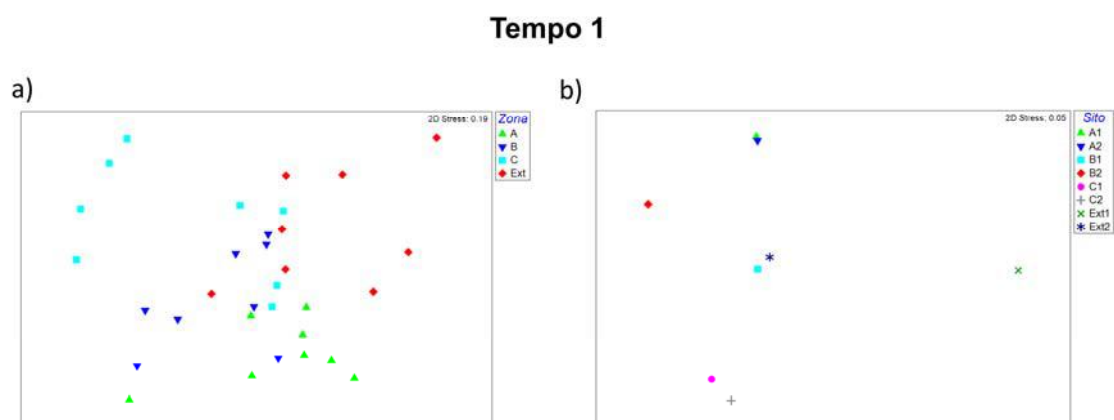 Tempo 1
a)
2D Stress: 0.19
Zona
A
B
C
Ext
b)
2D Stress: 0.05
Sito
A1
A2
B1
B2
C1
C2
Ext1
Ext2